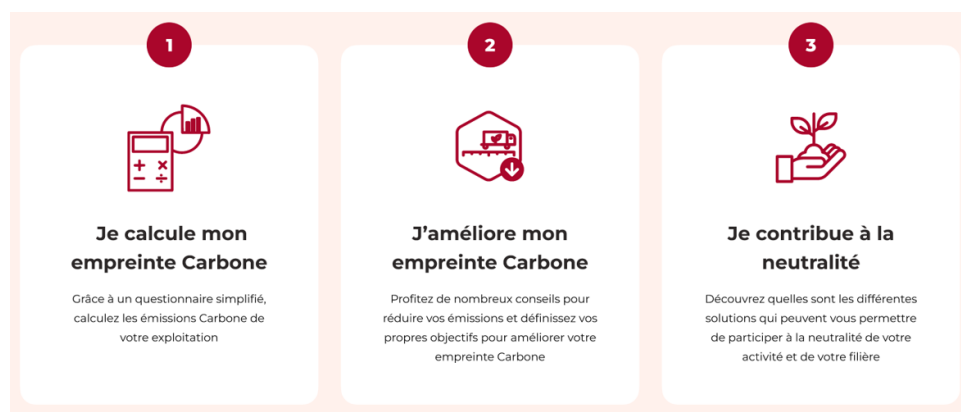 1
Je calcule mon
empreinte Carbone
Grâce à un questionnaire simplifié,
calculez les émissions Carbone de
votre exploitation
2
J'améliore mon
empreinte Carbone
Profitez de nombreux conseils pour
réduire vos émissions et définissez vos
propres objectifs pour améliorer votre
empreinte Carbone
3
Je contribue à la
neutralité
Découvrez quelles sont les différentes
solutions qui peuvent vous permettre
de participer à la neutralité de votre
activité et de votre filière